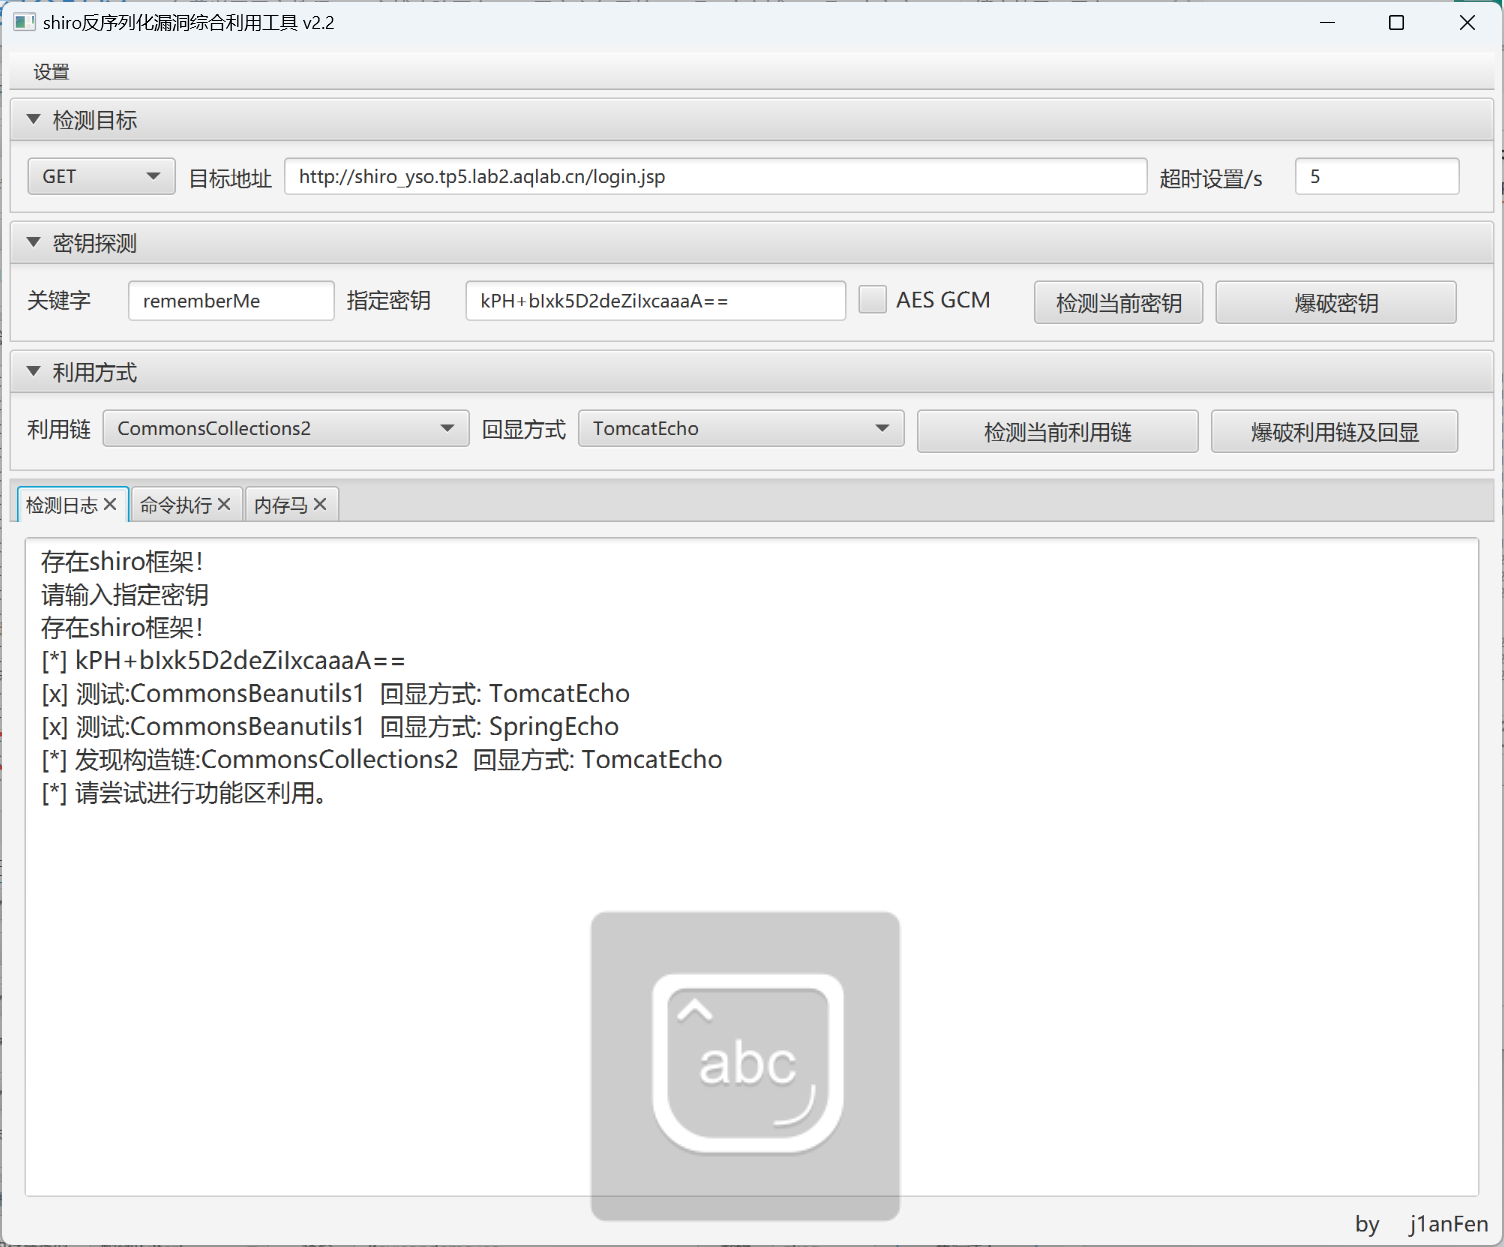 shiro反序列化漏洞综合利用工具 v2.2
设置
检测目标
GET 目标地址 http://shiro_yso.tp5.lab2.aqlab.cn/login.jsp 超时设置/s 5
密钥探测
关键字 rememberMe 指定密钥 kPH+bIxk5D2deZiIxcaaaA== AES GCM 检测当前密钥 爆破密钥
利用方式
利用链 CommonsCollections2 回显方式 TomcatEcho 检测当前利用链 爆破利用链及回显
检测日志 命令执行 内存马
存在shiro框架！
请输入指定密钥
存在shiro框架！
[*] kPH+bIxk5D2deZiIxcaaaA==
[x] 测试:CommonsBeanutils1 回显方式: TomcatEcho
[x] 测试:CommonsBeanutils1 回显方式: SpringEcho
[*] 发现构造链:CommonsCollections2 回显方式: TomcatEcho
[*] 请尝试进行功能区利用。
abc
by j1anFen